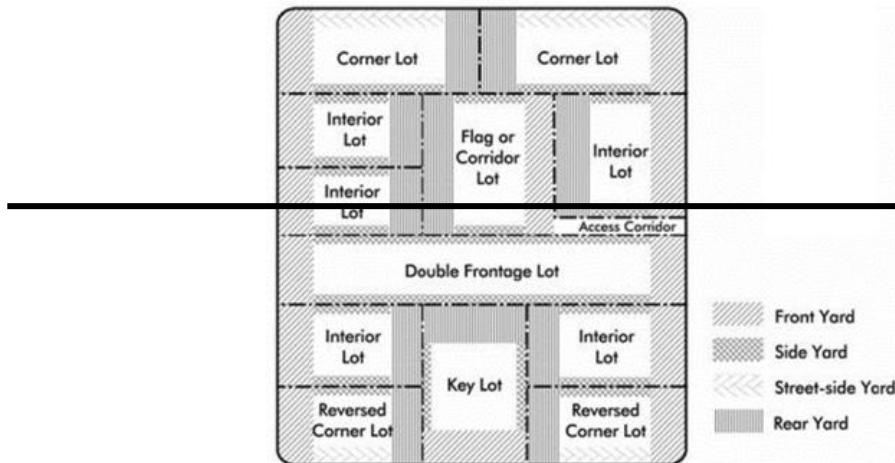 Corner Lot
Corner Lot
Interior
Lot
Flag or
Corridor
Lot
Interior
Lot
Interior
Lot
Access Corridor
Double Frontage Lot
Interior
Lot
Key Lot
Interior
Lot
Reversed
Corner Lot
Reversed
Corner Lot
Front Yard
Side Yard
Street-side Yard
Rear Yard